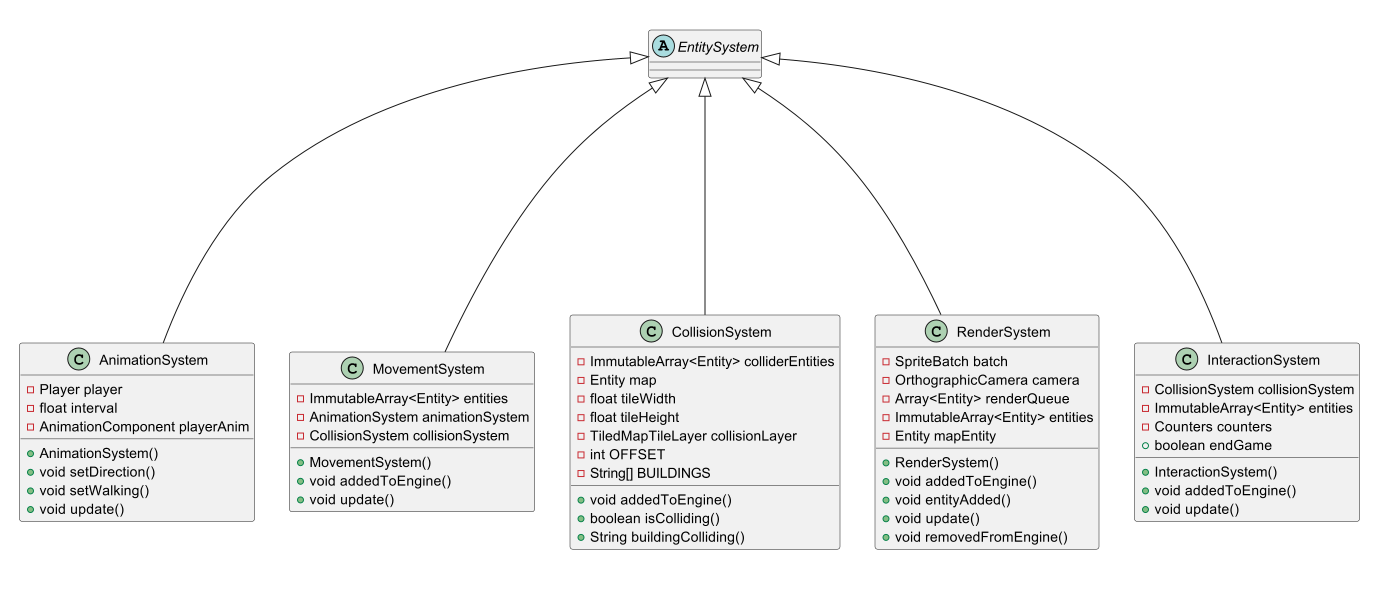 A EntitySystem
C AnimationSystem
Player player
float interval
AnimationComponent playerAnim
AnimationSystem()
void setDirection()
void setWalking()
void update()
C MovementSystem
ImmutableArray<Entity> entities
AnimationSystem animationSystem
CollisionSystem collisionSystem
MovementSystem()
void addedToEngine()
void update()
C CollisionSystem
ImmutableArray<Entity> colliderEntities
Entity map
float tileWidth
float tileHeight
TiledMapTileLayer collisionLayer
int OFFSET
String[] BUILDINGS
void addedToEngine()
boolean isColliding()
String buildingColliding()
C RenderSystem
SpriteBatch batch
OrthographicCamera camera
Array<Entity> renderQueue
ImmutableArray<Entity> entities
Entity mapEntity
RenderSystem()
void addedToEngine()
void entityAdded()
void update()
void removedFromEngine()
C InteractionSystem
CollisionSystem collisionSystem
ImmutableArray<Entity> entities
Counters counters
boolean endGame
InteractionSystem()
void addedToEngine()
void update()